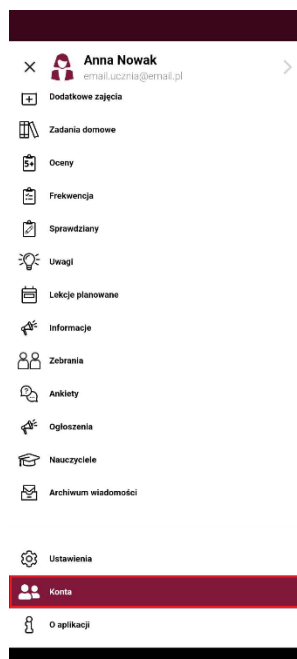 Anna Nowak
email.ucznia@email.pl
Dodatkowe zajęcia
Zadania domowe
5+
Oceny
Frekwencja
Sprawdziany
Uwagi
Lekcje planowane
Informacje
Zebrania
Ankiety
Ogłoszenia
Nauczyciele
Archiwum wiadomości
Ustawienia
Konta
O aplikacji